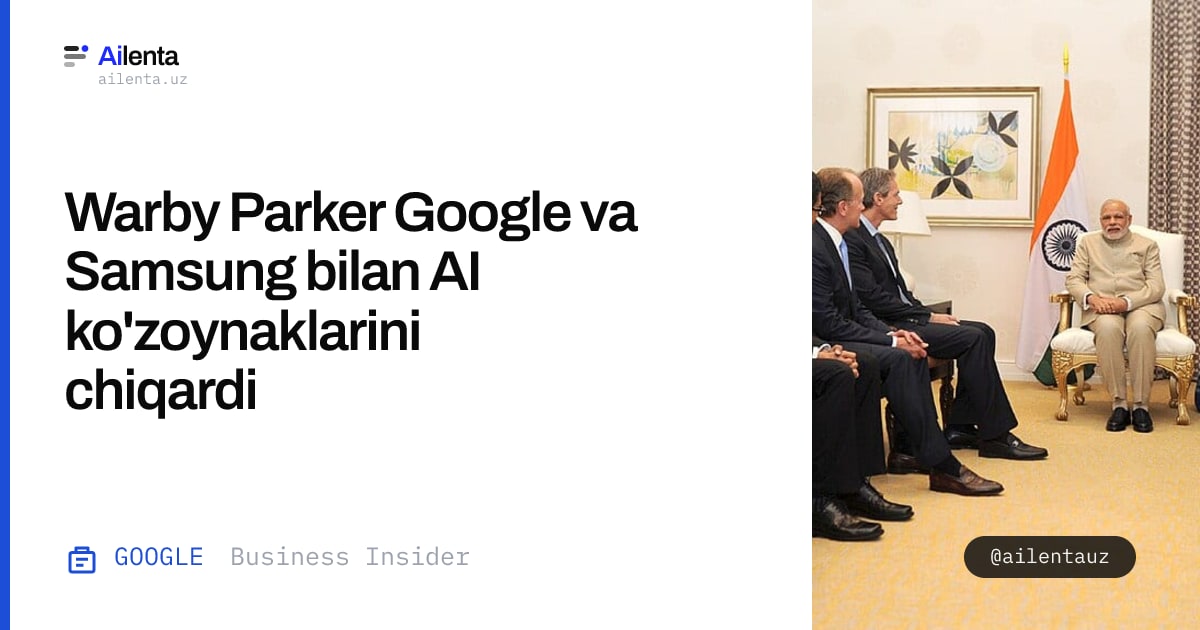 Ailenta
ailenta.uz
Warby Parker Google va
Samsung bilan AI
ko'zoynaklarini
chiqardi
GOOGLE Business Insider
@ailentauz